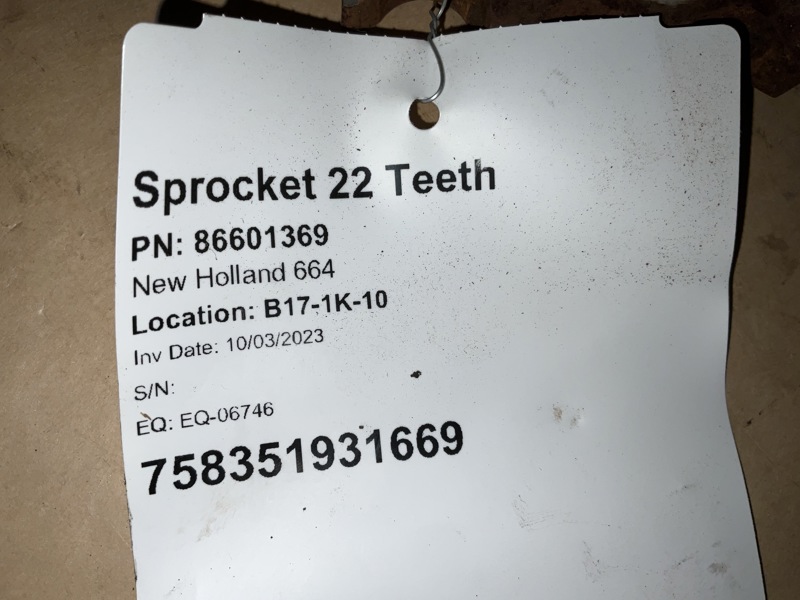 Sprocket 22 Teeth
PN: 86601369
New Holland 664
Location: B17-1K-10
Inv Date: 10/03/2023
S/N:
EQ: EQ-06746
758351931669